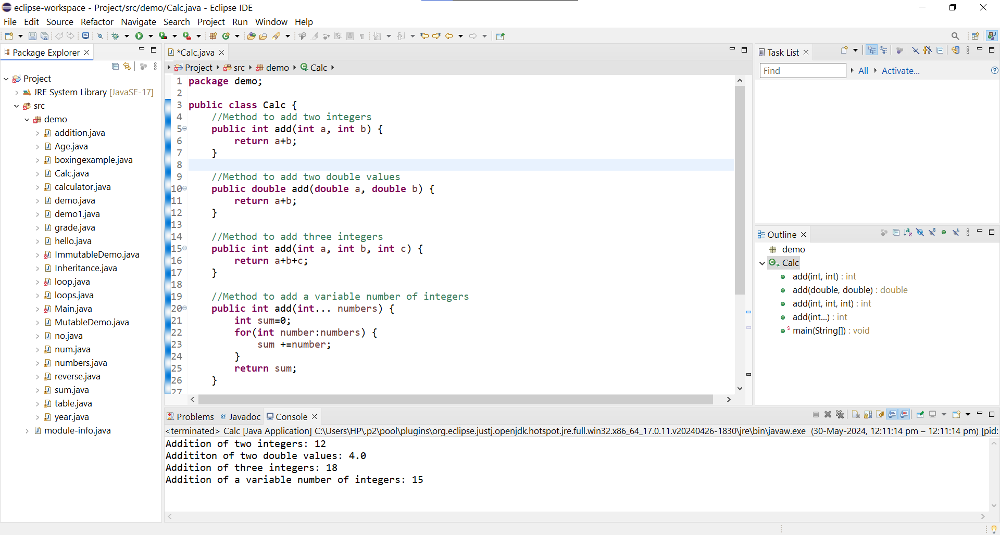 eclipse-workspace - Project/src/demo/Calc.java - Eclipse IDE
File Edit Source Refactor Navigate Search Project Run Window Help
Package Explorer
Project
JRE System Library [JavaSE-17]
src
demo
addition.java
Age.java
boxingexample.java
Calc.java
calculator.java
demo.java
demo1.java
grade.java
hello.java
ImmutableDemo.java
Inheritance.java
loop.java
loops.java
Main.java
MutableDemo.java
no.java
num.java
numbers.java
reverse.java
sum.java
table.java
year.java
module-info.java
*Calc.java
Project src demo Calc
1 package demo;
2
3 public class Calc {
4 //Method to add two integers
5 public int add(int a, int b) {
6 return a+b;
7 }
8
9 //Method to add two double values
10 public double add(double a, double b) {
11 return a+b;
12 }
13
14 //Method to add three integers
15 public int add(int a, int b, int c) {
16 return a+b+c;
17 }
18
19 //Method to add a variable number of integers
20 public int add(int... numbers) {
21 int sum=0;
22 for(int number:numbers) {
23 sum +=number;
24 }
25 return sum;
26 }
27
Task List
Find All Activate...
Outline
demo
Calc
add(int, int) : int
add(double, double) : double
add(int, int, int) : int
add(int...) : int
main(String[]) : void
Problems Javadoc Console
<terminated> Calc [Java Application] C:\Users\HP\.p2\pool\plugins\org.eclipse.justj.openjdk.hotspot.jre.full.win32.x86_64_17.0.11.v20240426-1830\jre\bin\javaw.exe (30-May-2024, 12:11:14 pm – 12:11:14 pm) [pid:
Addition of two integers: 12
Addititon of two double values: 4.0
Addition of three integers: 18
Addition of a variable number of integers: 15